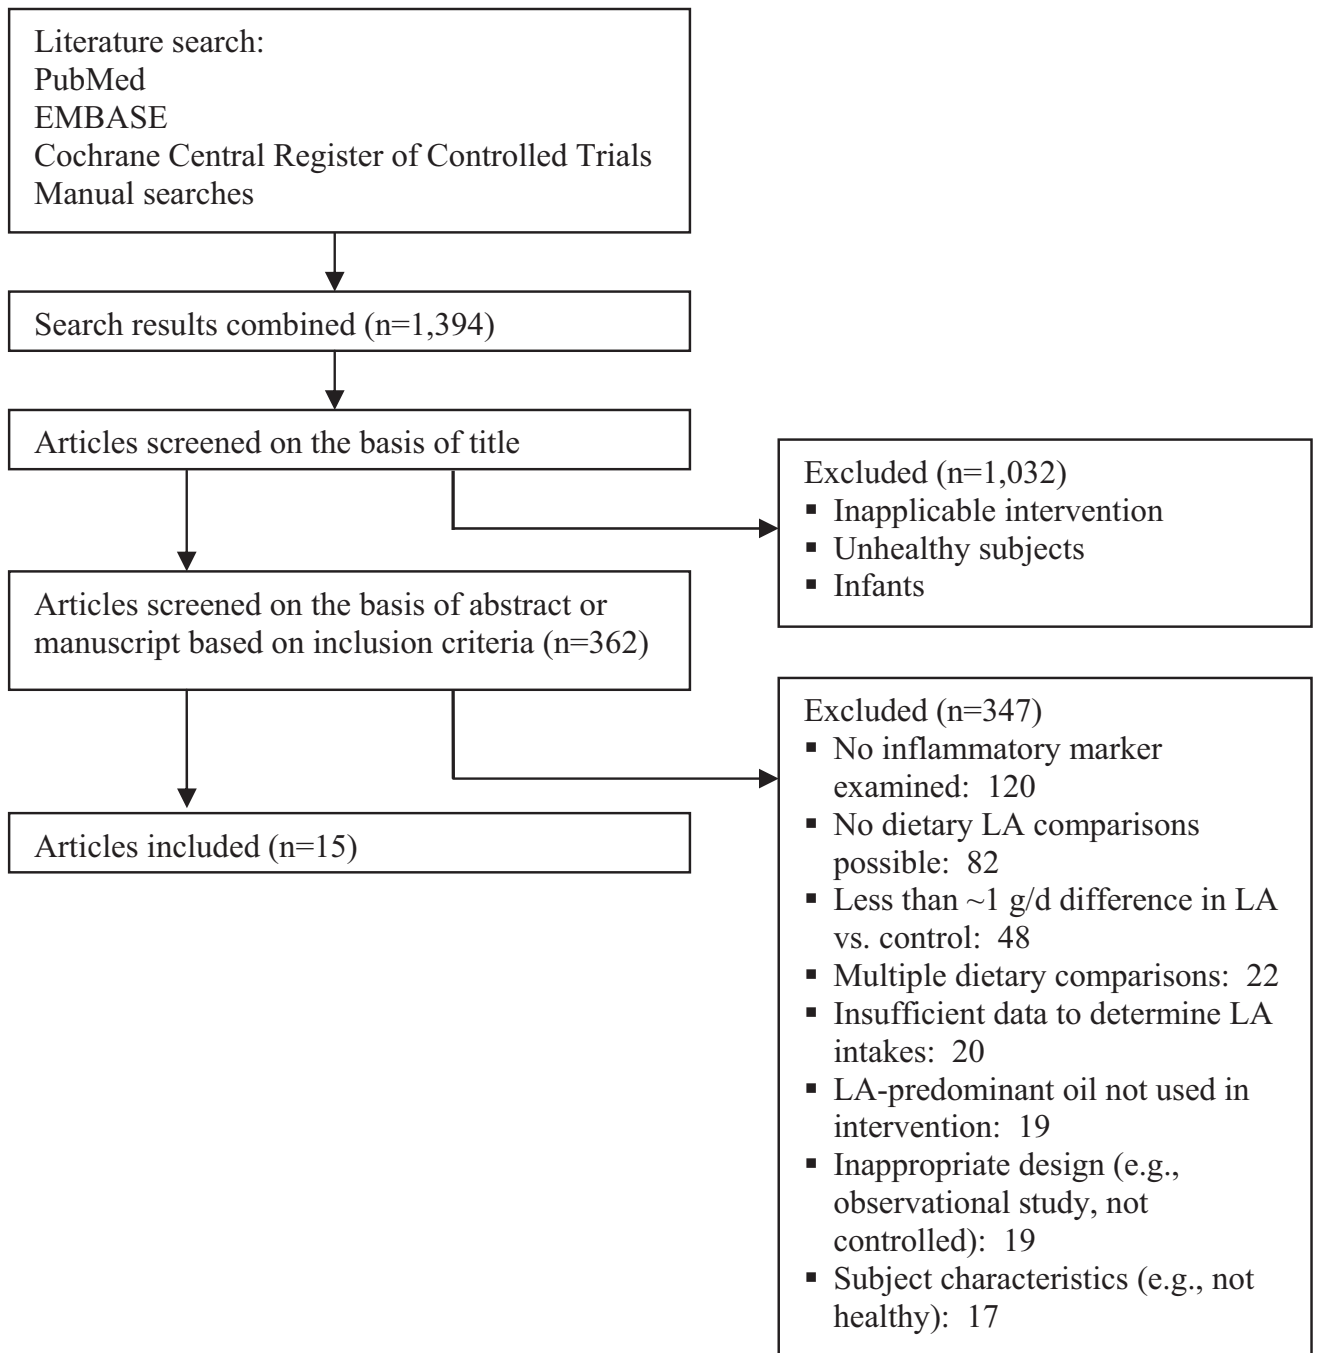 Literature search:
PubMed
EMBASE
Cochrane Central Register of Controlled Trials
Manual searches
Search results combined (n=1,394)
Articles screened on the basis of title
Excluded (n=1,032)
▪ Inapplicable intervention
▪ Unhealthy subjects
▪ Infants
Articles screened on the basis of abstract or
manuscript based on inclusion criteria (n=362)
Excluded (n=347)
▪ No inflammatory marker
examined:  120
▪ No dietary LA comparisons
possible:  82
▪ Less than ~1 g/d difference in LA
vs. control:  48
▪ Multiple dietary comparisons:  22
▪ Insufficient data to determine LA
intakes:  20
▪ LA-predominant oil not used in
intervention:  19
▪ Inappropriate design (e.g.,
observational study, not
controlled):  19
▪ Subject characteristics (e.g., not
healthy):  17
Articles included (n=15)